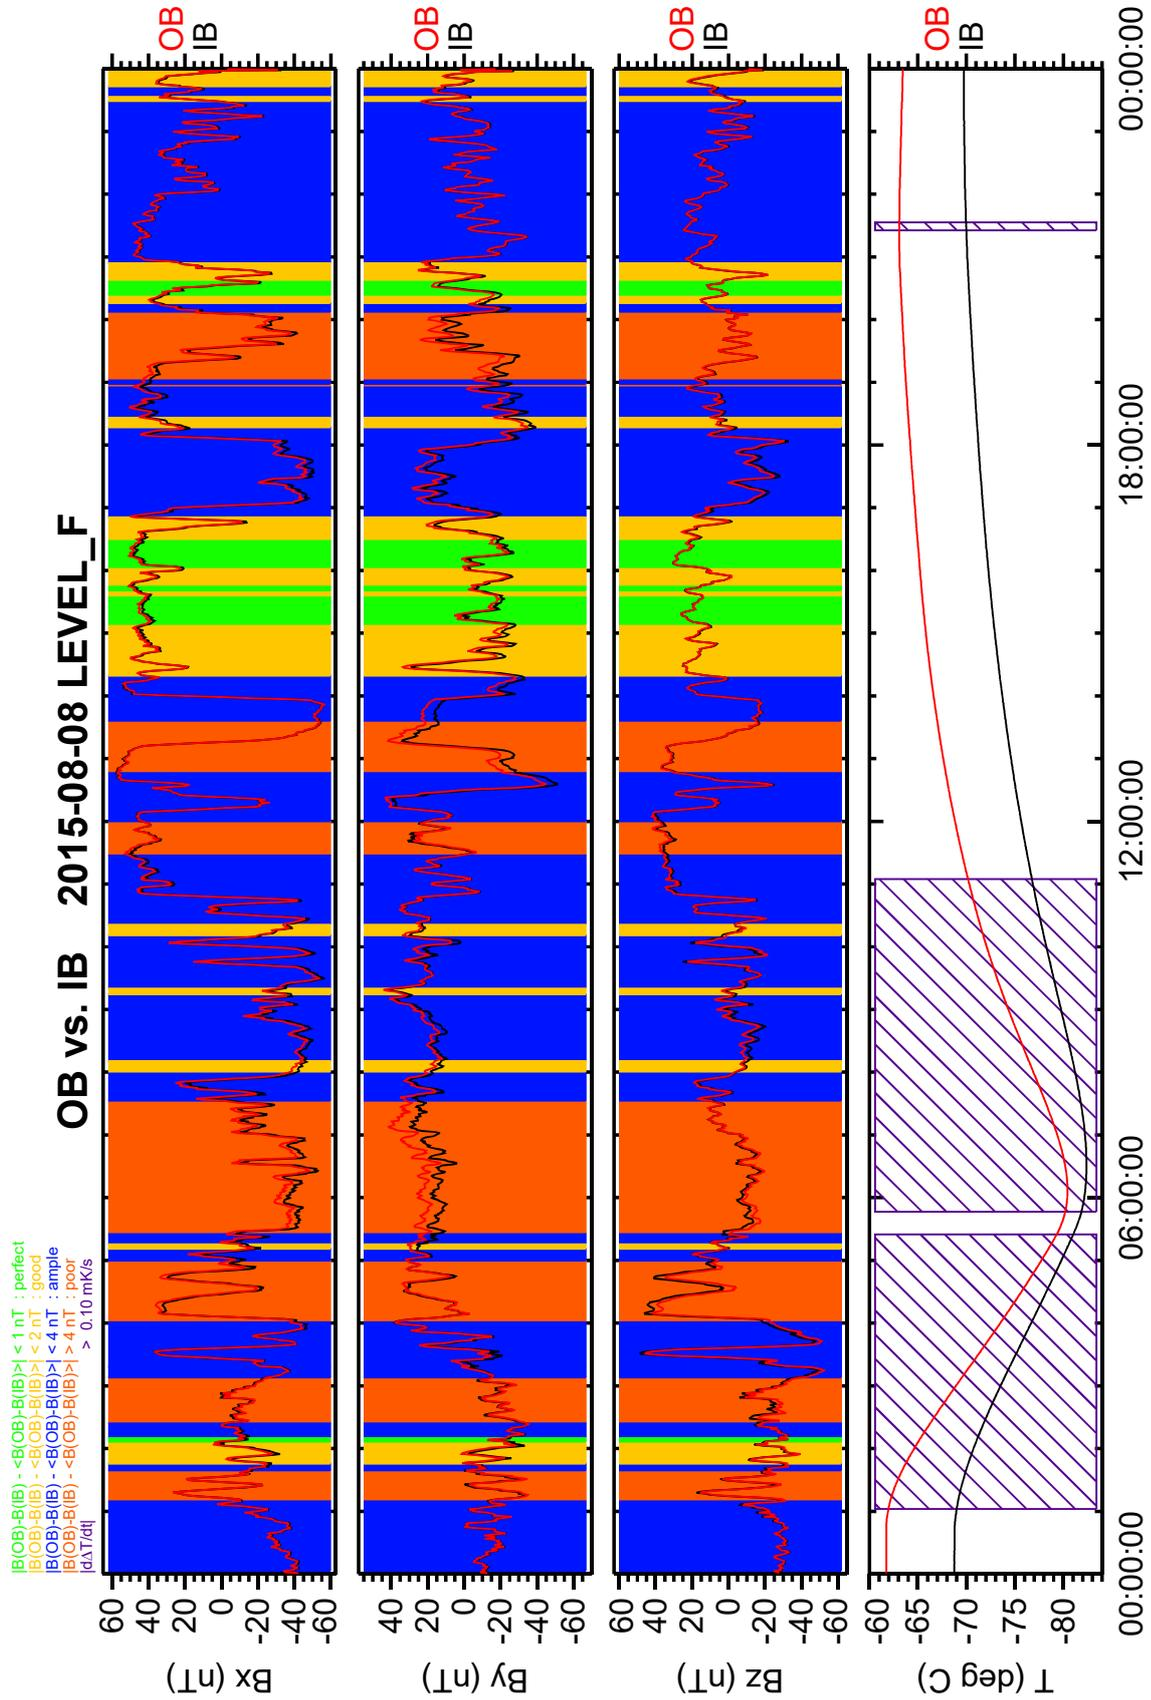 OB vs. IB 2015-08-08 LEVEL_F
|B(OB)-B(IB) - <B(OB)-B(IB)>| < 1 nT : perfect
|B(OB)-B(IB) - <B(OB)-B(IB)>| < 2 nT : good
|B(OB)-B(IB) - <B(OB)-B(IB)>| < 4 nT : ample
|B(OB)-B(IB) - <B(OB)-B(IB)>| > 4 nT : poor
|dΔT/dt| > 0.10 mK/s
Bx (nT)
60
40
20
0
-20
-40
-60
OB
IB
By (nT)
40
20
0
-20
-40
-60
OB
IB
Bz (nT)
60
40
20
0
-20
-40
-60
OB
IB
T (deg C)
-60
-65
-70
-75
-80
OB
IB
00:00:00
06:00:00
12:00:00
18:00:00
00:00:00